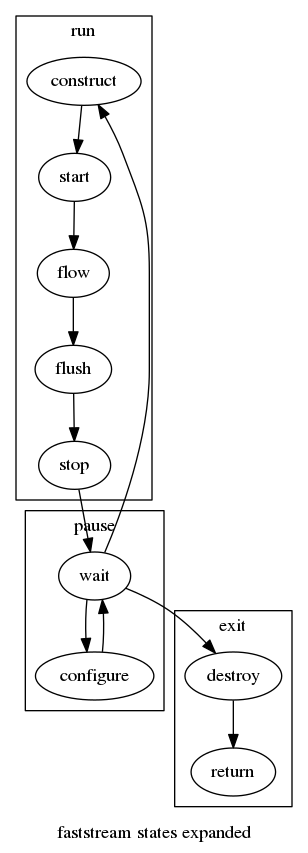 run
construct
start
flow
flush
stop
pause
wait
configure
exit
destroy
return
faststream states expanded